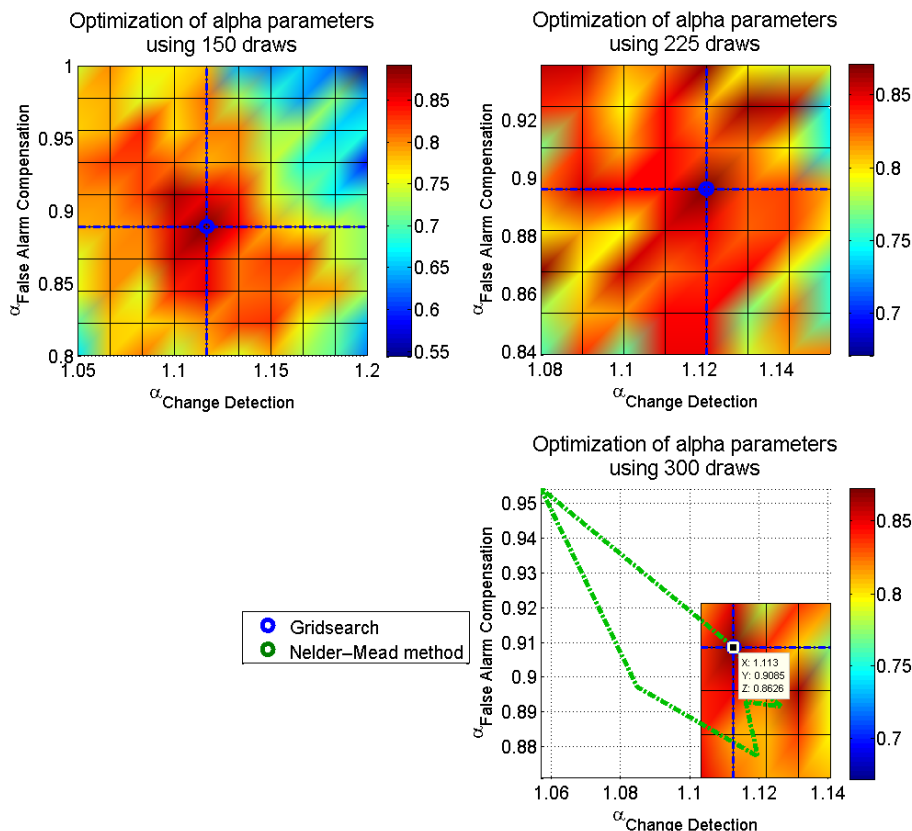 Optimization of alpha parameters
using 150 draws
1
0.95
0.9
0.85
0.8
αFalse Alarm Compensation
1.05
1.1
1.15
1.2
αChange Detection
0.85
0.8
0.75
0.7
0.65
0.6
0.55
Optimization of alpha parameters
using 225 draws
0.92
0.9
0.88
0.86
0.84
αFalse Alarm Compensation
1.08
1.1
1.12
1.14
αChange Detection
0.85
0.8
0.75
0.7
Gridsearch
Nelder–Mead method
Optimization of alpha parameters
using 300 draws
0.95
0.94
0.93
0.92
0.91
0.9
0.89
0.88
αFalse Alarm Compensation
X: 1.113
Y: 0.9085
Z: 0.8626
1.06
1.08
1.1
1.12
1.14
αChange Detection
0.85
0.8
0.75
0.7